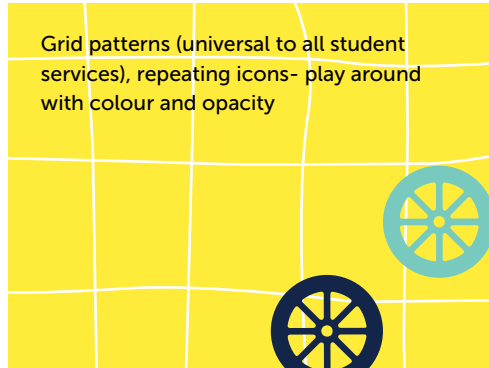 Grid patterns (universal to all student
services), repeating icons- play around
with colour and opacity